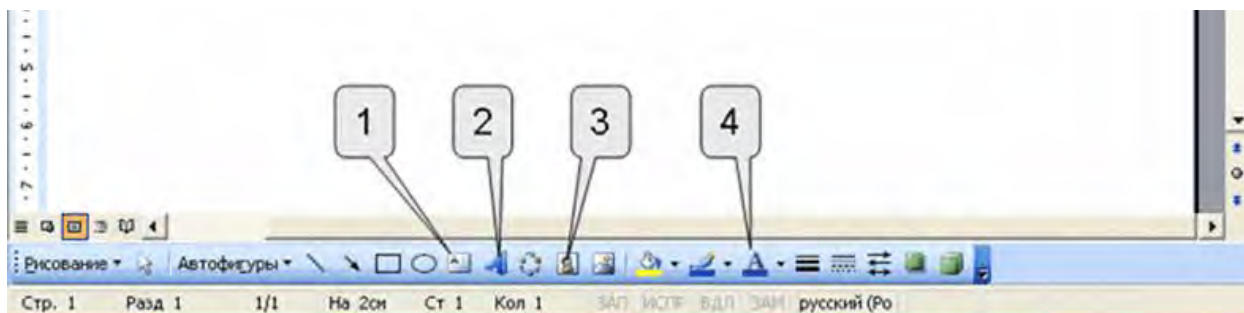 1 2 3 4
Рисование Автофигуры
Стр. 1 Разд 1 1/1 На 2см Ст 1 Кол 1 ЗАП ИСПР ВДЛ ЗАМ русский (Ро